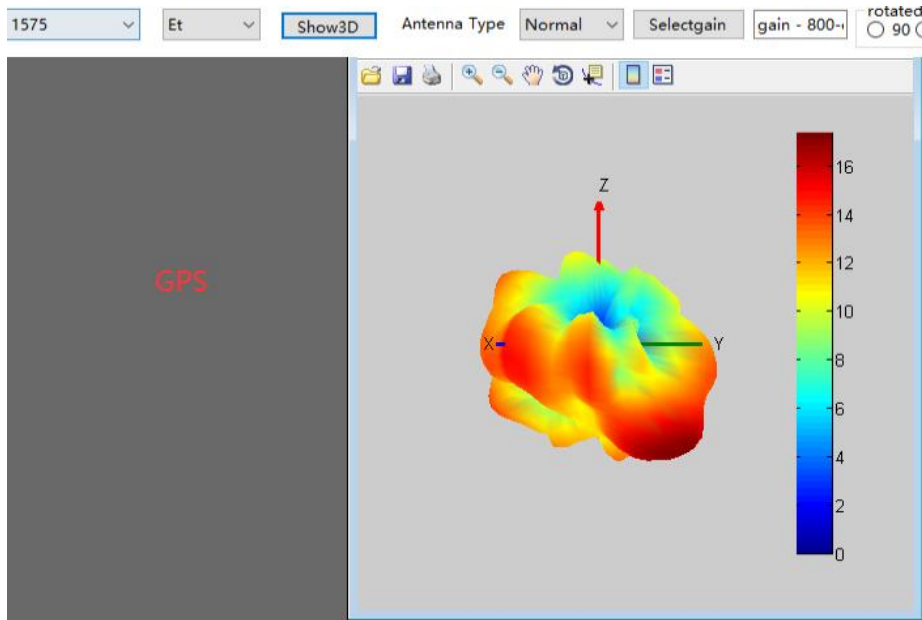 1575 Et Show3D Antenna Type Normal Selectgain gain - 800- rotated
90
GPS
Z
X Y
16
14
12
10
8
6
4
2
0